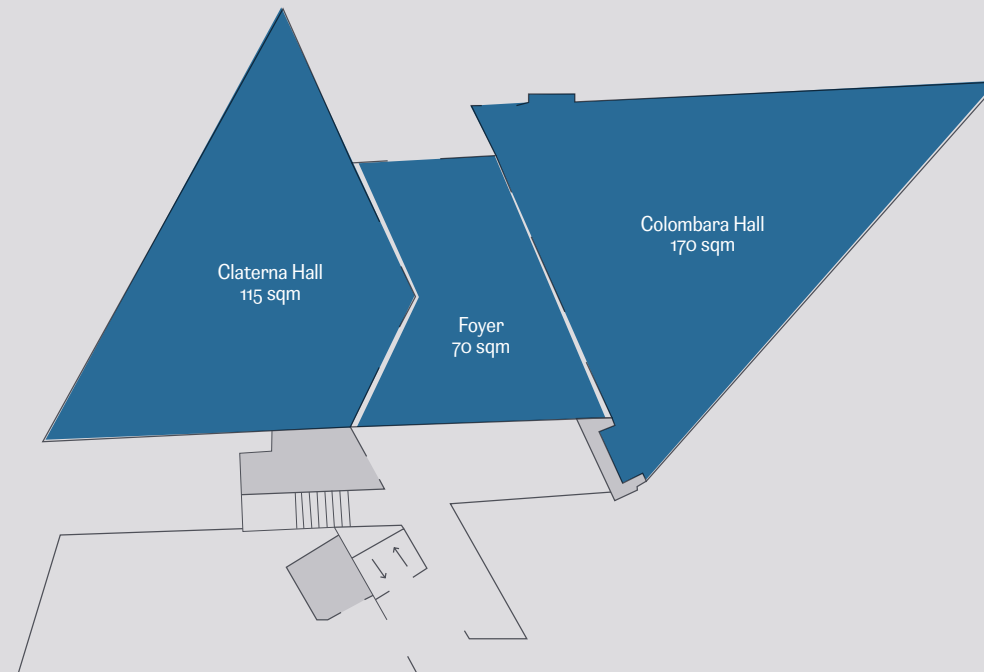 Claterna Hall
115 sqm
Foyer
70 sqm
Colombara Hall
170 sqm